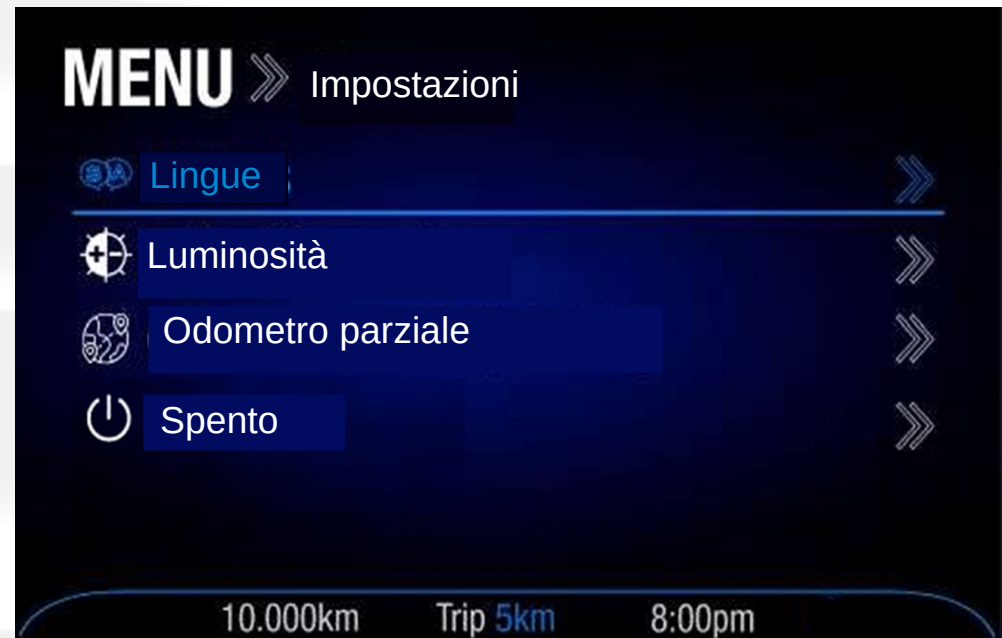 MENU Impostazioni
Lingue
Luminosità
Odometro parziale
Spento
10.000km Trip 5km 8:00pm